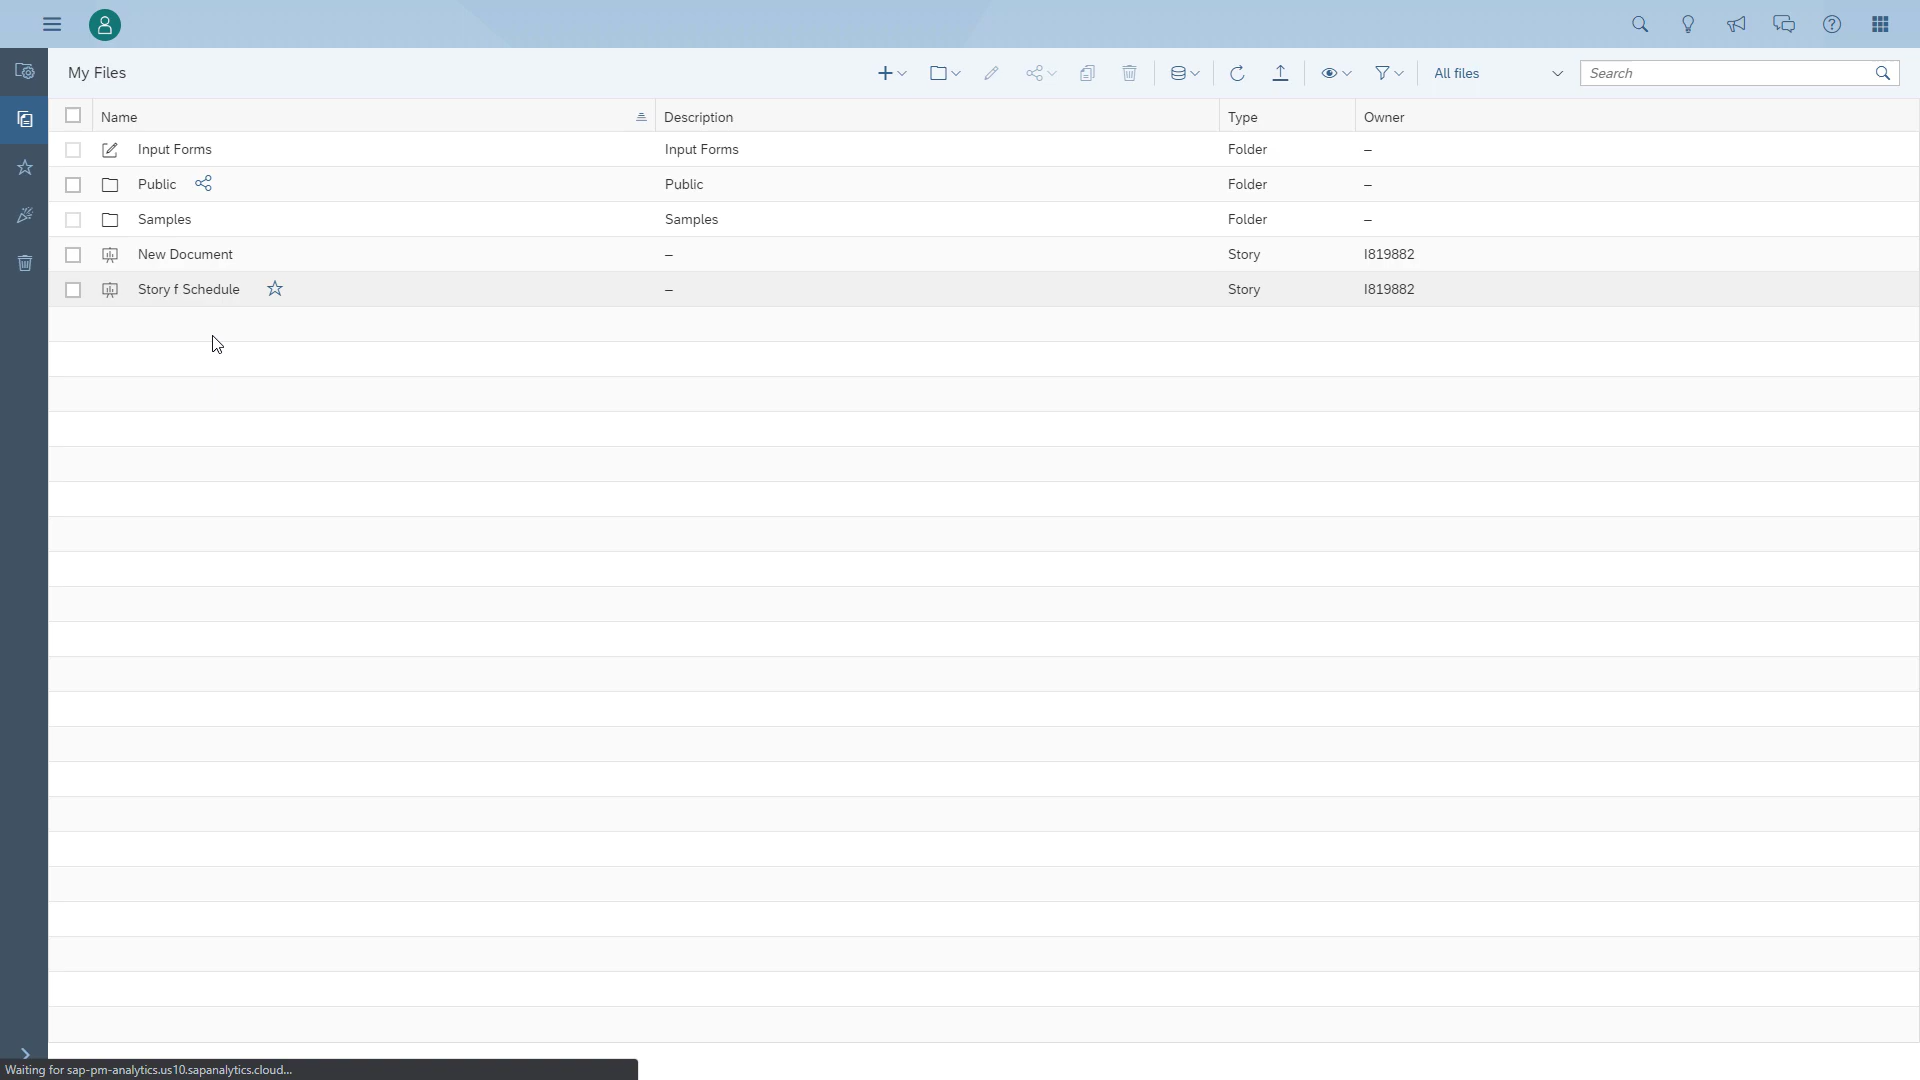 My Files
All files
Search
Name Description Type Owner
Input Forms Input Forms Folder –
Public Public Folder –
Samples Samples Folder –
New Document – Story I819882
Story f Schedule – Story I819882
Waiting for sap-pm-analytics.us10.sapanalytics.cloud...